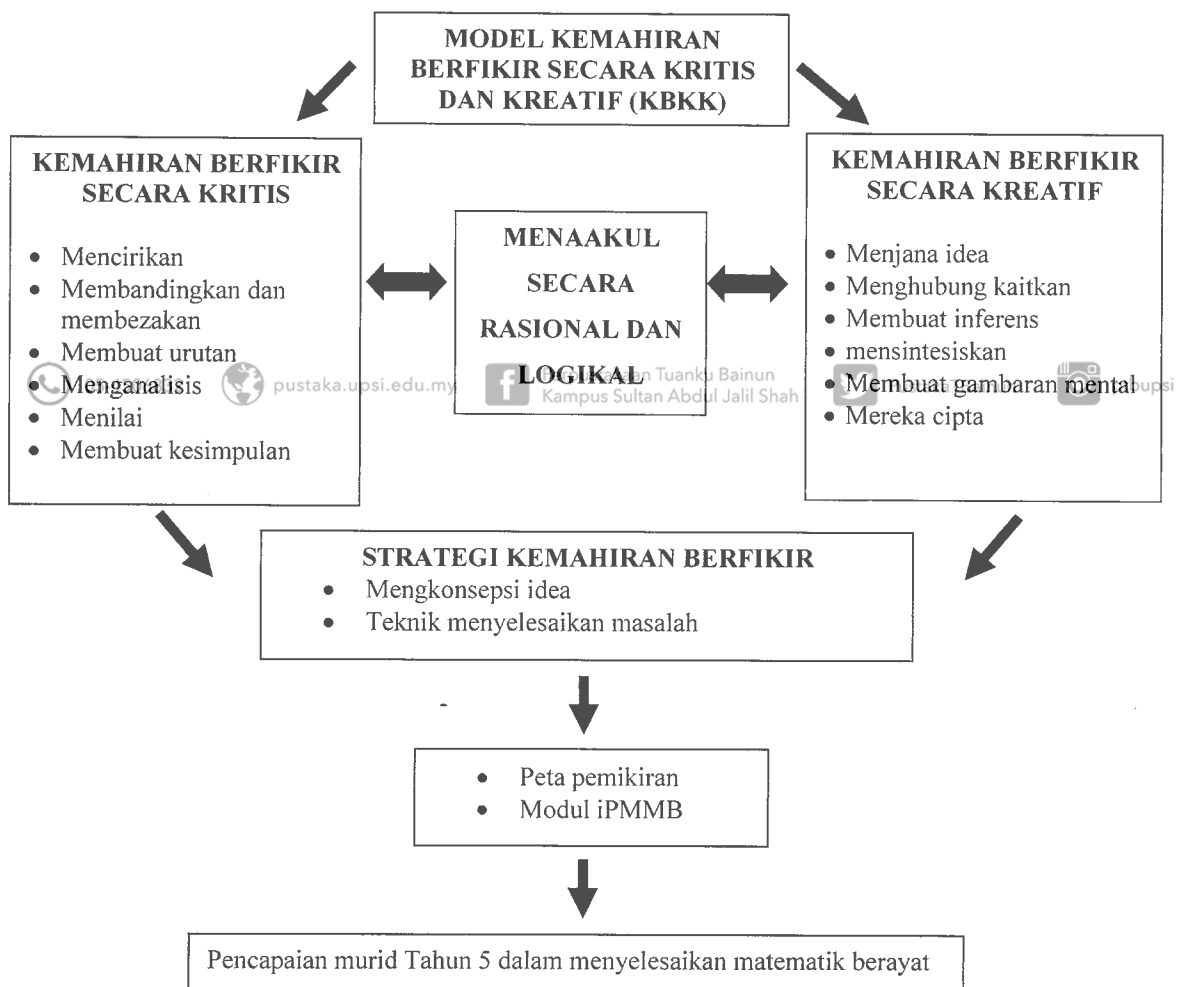 MODEL KEMAHIRAN
BERFIKIR SECARA KRITIS
DAN KREATIF (KBKK)
KEMAHIRAN BERFIKIR
SECARA KRITIS
• Mencirikan
• Membandingkan dan
membezakan
• Membuat urutan
• Menganalisis
• Menilai
• Membuat kesimpulan
MENAAKUL
SECARA
RASIONAL DAN
LOGIKAL
KEMAHIRAN BERFIKIR
SECARA KREATIF
• Menjana idea
• Menghubung kaitkan
• Membuat inferens
• mensintesiskan
• Membuat gambaran mental
• Mereka cipta
pustaka.upsi.edu.my
Tuanku Bainun
Kampus Sultan Abdul Jalil Shah
STRATEGI KEMAHIRAN BERFIKIR
• Mengkonsepsi idea
• Teknik menyelesaikan masalah
• Peta pemikiran
• Modul iPMMB
Pencapaian murid Tahun 5 dalam menyelesaikan matematik berayat